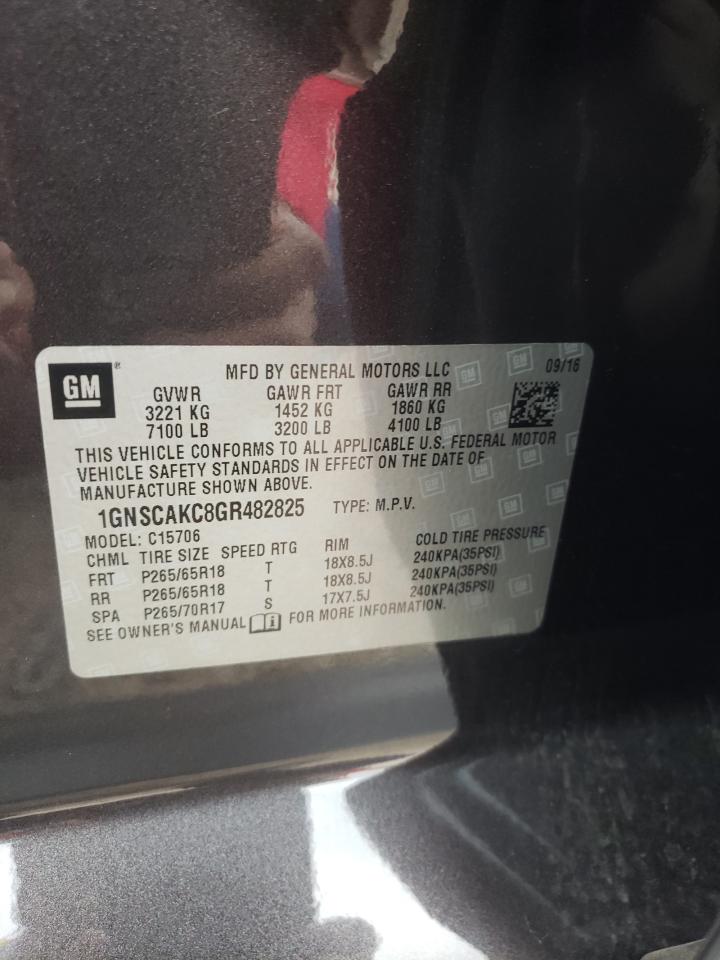 GM ®
MFD BY GENERAL MOTORS LLC 09/16
GVWR GAWR FRT GAWR RR
3221 KG 1452 KG 1860 KG
7100 LB 3200 LB 4100 LB
THIS VEHICLE CONFORMS TO ALL APPLICABLE U.S. FEDERAL MOTOR
VEHICLE SAFETY STANDARDS IN EFFECT ON THE DATE OF
MANUFACTURE SHOWN ABOVE.
1GNSCAKC8GR482825 TYPE: M.P.V.
MODEL: C15706
CHML TIRE SIZE SPEED RTG RIM COLD TIRE PRESSURE
FRT P265/65R18 T 18X8.5J 240KPA(35PSI)
RR P265/65R18 T 18X8.5J 240KPA(35PSI)
SPA P265/70R17 S 17X7.5J 240KPA(35PSI)
SEE OWNER'S MANUAL FOR MORE INFORMATION.